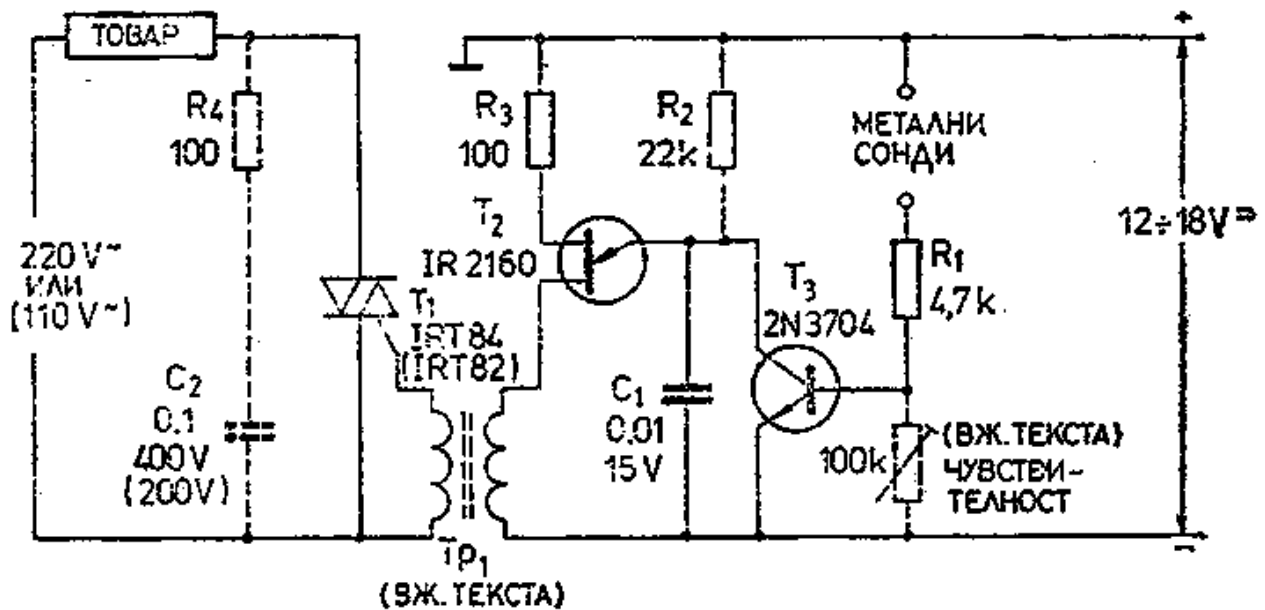 ТОВАР
R4
100
220 V~
ИЛИ
(110 V~)
C2
0.1
400V
(200V)
T1
IRT84
(IRT82)
Tp1
(ВЖ. ТЕКСТА)
R3
100
T2
IR 2160
R2
22k
C1
0.01
15V
T3
2N3704
МЕТАЛНИ
СОНДИ
R1
4,7k
100k
(ВЖ. ТЕКСТА)
ЧУВСТВИ-
ТЕЛНОСТ
+
12÷18V=
-